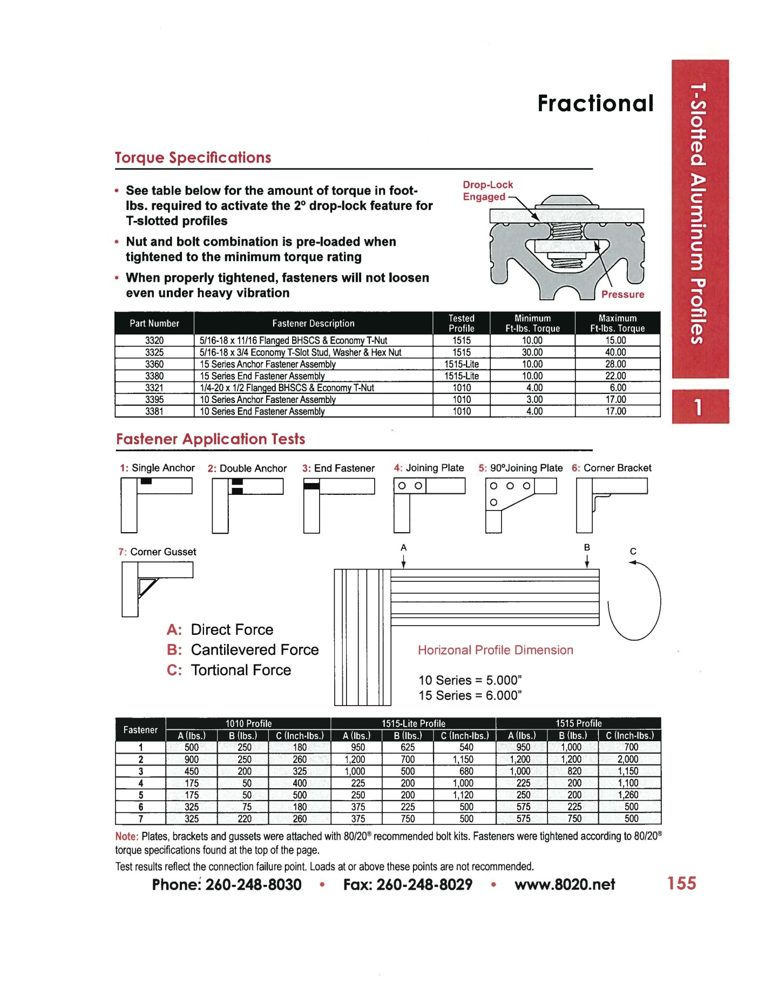 Fractional
T-Slotted Aluminum Profiles
1
Torque Specifications
• See table below for the amount of torque in foot-
lbs. required to activate the 2º drop-lock feature for
T-slotted profiles
• Nut and bolt combination is pre-loaded when
tightened to the minimum torque rating
• When properly tightened, fasteners will not loosen
even under heavy vibration
Drop-Lock
Engaged
Pressure
Part Number Fastener Description Tested Profile Minimum Ft-lbs. Torque Maximum Ft-lbs. Torque
3320 5/16-18 x 11/16 Flanged BHSCS & Economy T-Nut 1515 10.00 15.00
3325 5/16-18 x 3/4 Economy T-Slot Stud, Washer & Hex Nut 1515 30.00 40.00
3360 15 Series Anchor Fastener Assembly 1515-Lite 10.00 28.00
3380 15 Series End Fastener Assembly 1515-Lite 10.00 22.00
3321 1/4-20 x 1/2 Flanged BHSCS & Economy T-Nut 1010 4.00 6.00
3395 10 Series Anchor Fastener Assembly 1010 3.00 17.00
3381 10 Series End Fastener Assembly 1010 4.00 17.00
Fastener Application Tests
1: Single Anchor 2: Double Anchor 3: End Fastener 4: Joining Plate 5: 90ºJoining Plate 6: Corner Bracket
7: Corner Gusset
A B C
A: Direct Force
B: Cantilevered Force
C: Tortional Force
Horizonal Profile Dimension
10 Series = 5.000"
15 Series = 6.000"
Fastener 1010 Profile 1515-Lite Profile 1515 Profile
A (lbs.) B (lbs.) C (Inch-lbs.) A (lbs.) B (lbs.) C (Inch-lbs.) A (lbs.) B (lbs.) C (Inch-lbs.)
1 500 250 180 950 625 540 950 1,000 700
2 900 250 260 1,200 700 1,150 1,200 1,200 2,000
3 450 200 325 1,000 500 680 1,000 820 1,150
4 175 50 400 225 200 1,000 225 200 1,100
5 175 50 500 250 200 1,120 250 200 1,260
6 325 75 180 375 225 500 575 225 500
7 325 220 260 375 750 500 575 750 500
Note: Plates, brackets and gussets were attached with 80/20® recommended bolt kits. Fasteners were tightened according to 80/20®
torque specifications found at the top of the page.
Test results reflect the connection failure point. Loads at or above these points are not recommended.
Phone: 260-248-8030 • Fax: 260-248-8029 • www.8020.net 155